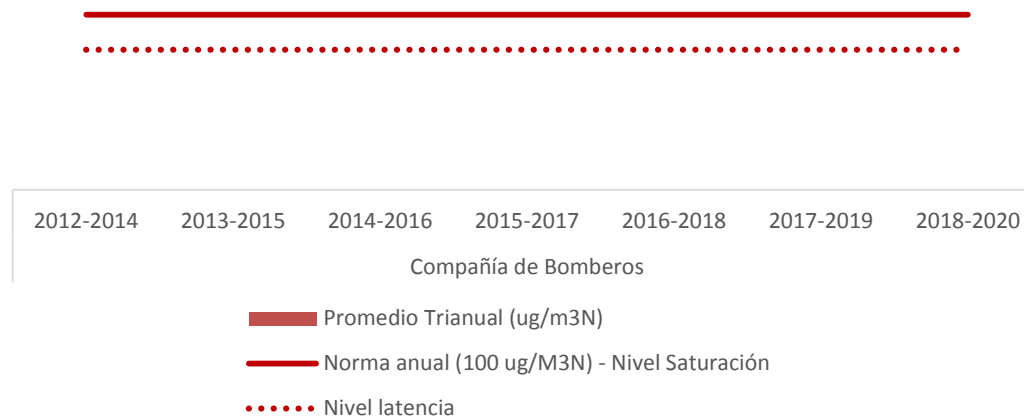 2012-2014 2013-2015 2014-2016 2015-2017 2016-2018 2017-2019 2018-2020
Compañía de Bomberos
Promedio Trianual (ug/m3N)
Norma anual (100 ug/M3N) - Nivel Saturación
Nivel latencia